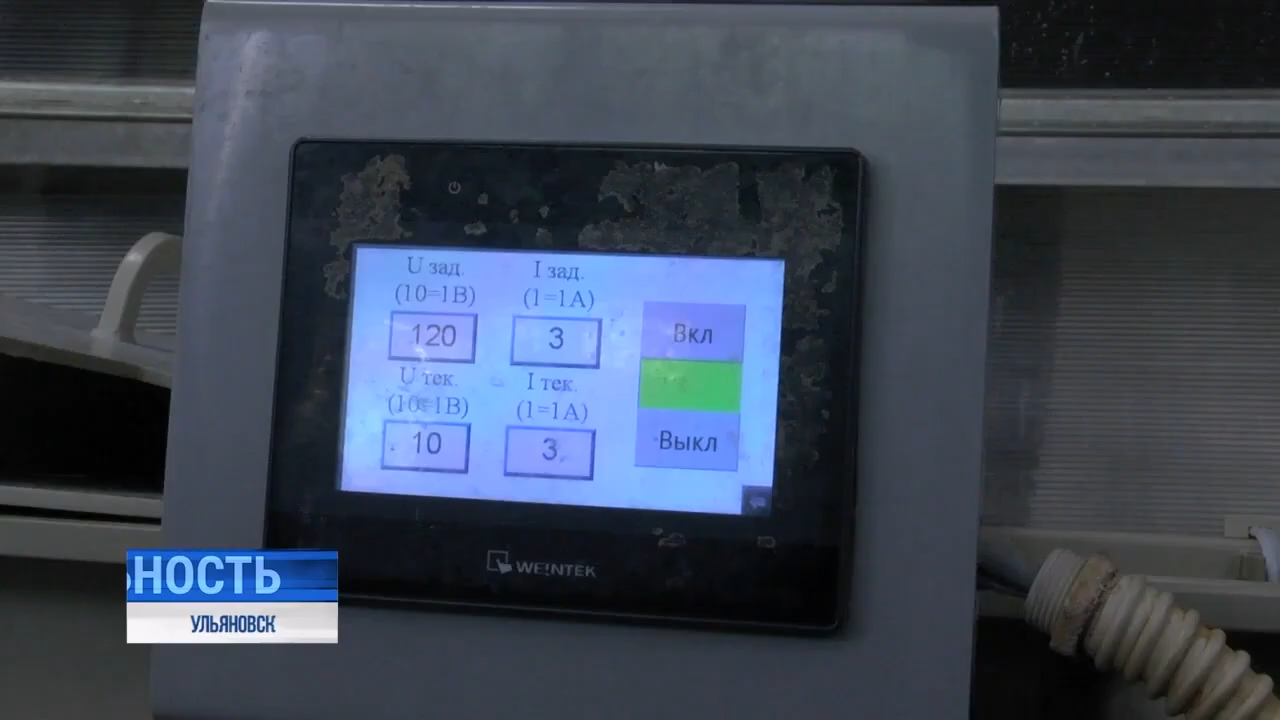 U зад.
I зад.
(10=1В)
(1=1А)
120
3
Вкл
U тек.
I тек.
(10=1В)
(1=1А)
10
3
Выкл
WEINTEK
ЬНОСТЬ
УЛЬЯНОВСК